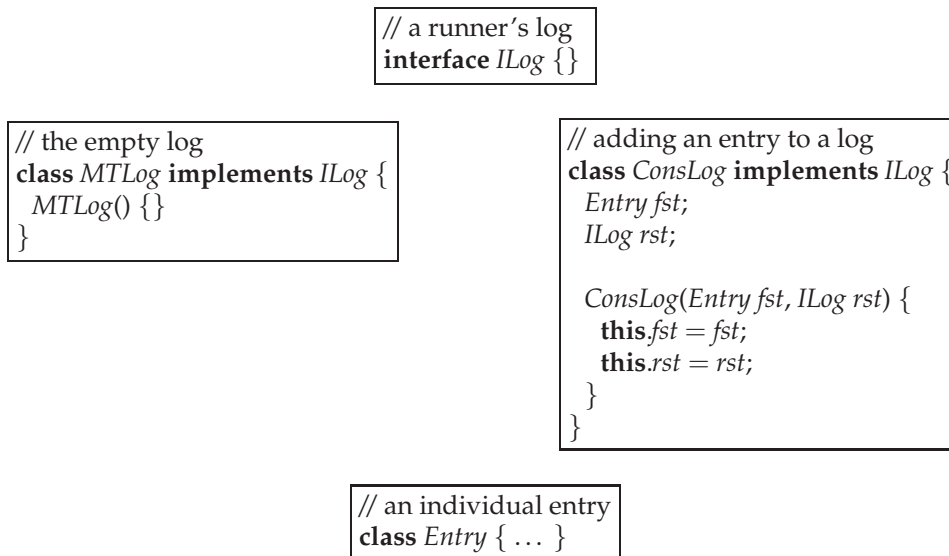 // a runner's log
interface ILog {}
// the empty log
class MTLog implements ILog {
MTLog() {}
}
// adding an entry to a log
class ConsLog implements ILog {
Entry fst;
ILog rst;
ConsLog(Entry fst, ILog rst) {
this.fst = fst;
this.rst = rst;
}
}
// an individual entry
class Entry { ... }